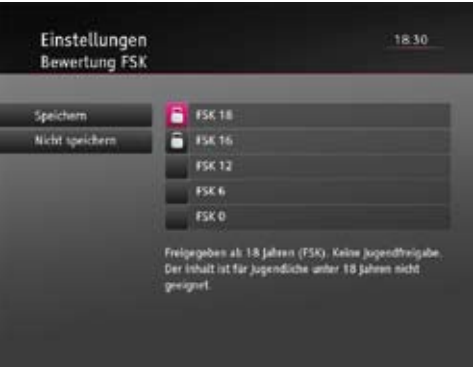 Einstellungen
18:30
Bewertung FSK
Speichern
Nicht speichern
FSK 18
FSK 16
FSK 12
FSK 6
FSK 0
Freigegeben ab 18 Jahren (FSK). Keine Jugendfreigabe.
Der Inhalt ist für Jugendliche unter 18 Jahren nicht
geeignet.